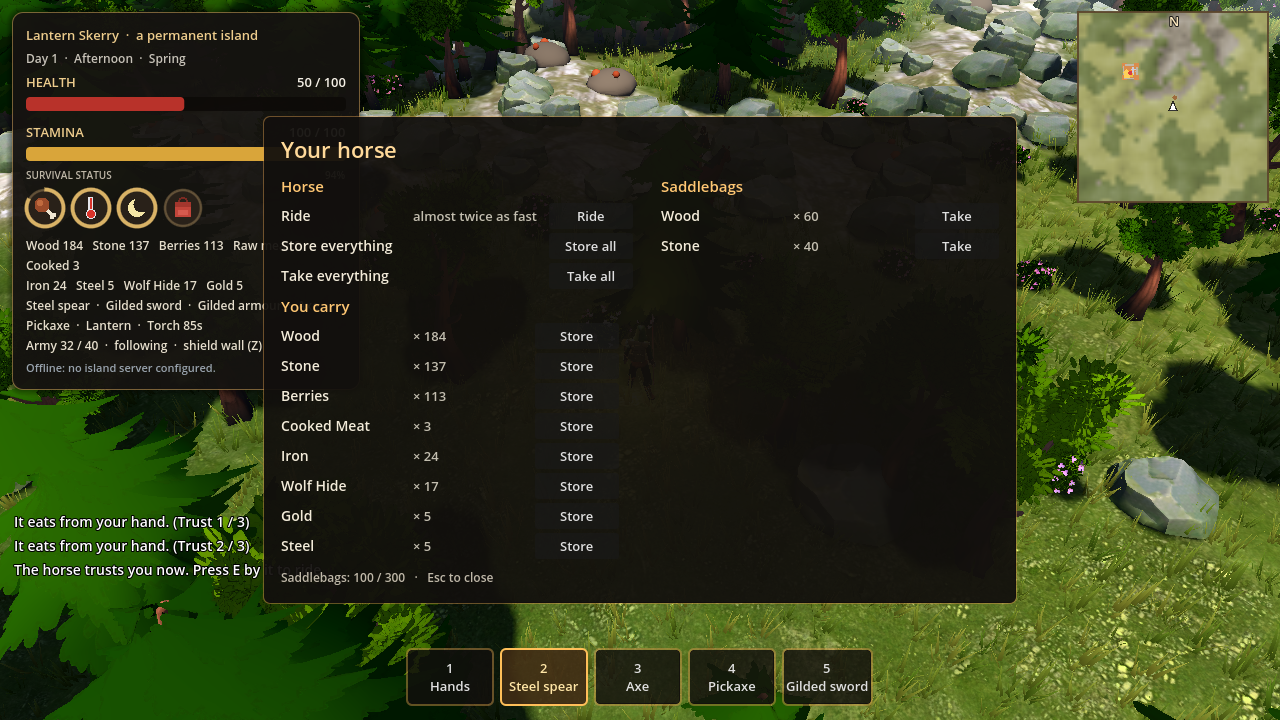 Lantern Skerry · a permanent island
Day 1 · Afternoon · Spring
HEALTH 50 / 100
STAMINA 100 / 100
SURVIVAL STATUS
Wood 184 Stone 137 Berries 113 Raw
Cooked 3
Iron 24 Steel 5 Wolf Hide 17 Gold 5
Steel spear · Gilded sword · Gilded armour
Pickaxe · Lantern · Torch 85s
Army 32 / 40 · following · shield wall (Z)
Offline: no island server configured.
N
Your horse
Horse
Ride almost twice as fast Ride
Store everything Store all
Take everything Take all
You carry
Wood × 184 Store
Stone × 137 Store
Berries × 113 Store
Cooked Meat × 3 Store
Iron × 24 Store
Wolf Hide × 17 Store
Gold × 5 Store
Steel × 5 Store
Saddlebags
Wood × 60 Take
Stone × 40 Take
Saddlebags: 100 / 300 · Esc to close
It eats from your hand. (Trust 1 / 3)
It eats from your hand. (Trust 2 / 3)
The horse trusts you now. Press E by it to ride.
1
Hands
2
Steel spear
3
Axe
4
Pickaxe
5
Gilded sword